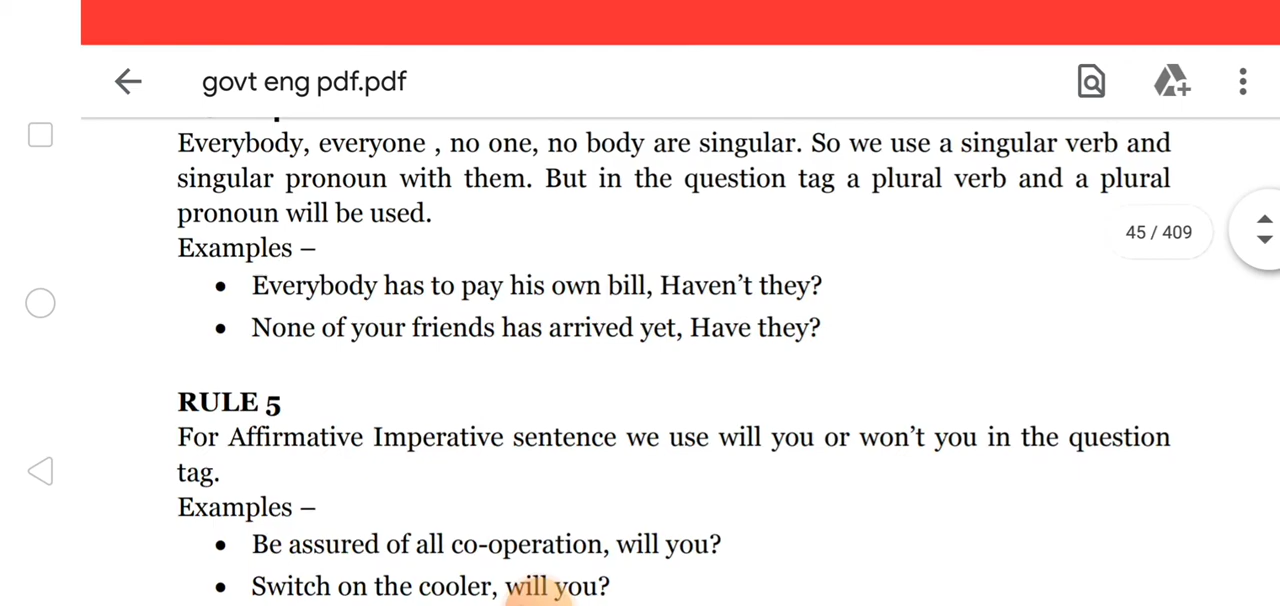 govt eng pdf.pdf
Everybody, everyone , no one, no body are singular. So we use a singular verb and
singular pronoun with them. But in the question tag a plural verb and a plural
pronoun will be used.
45 / 409
Examples –
• Everybody has to pay his own bill, Haven't they?
• None of your friends has arrived yet, Have they?
RULE 5
For Affirmative Imperative sentence we use will you or won't you in the question
tag.
Examples –
• Be assured of all co-operation, will you?
• Switch on the cooler, will you?